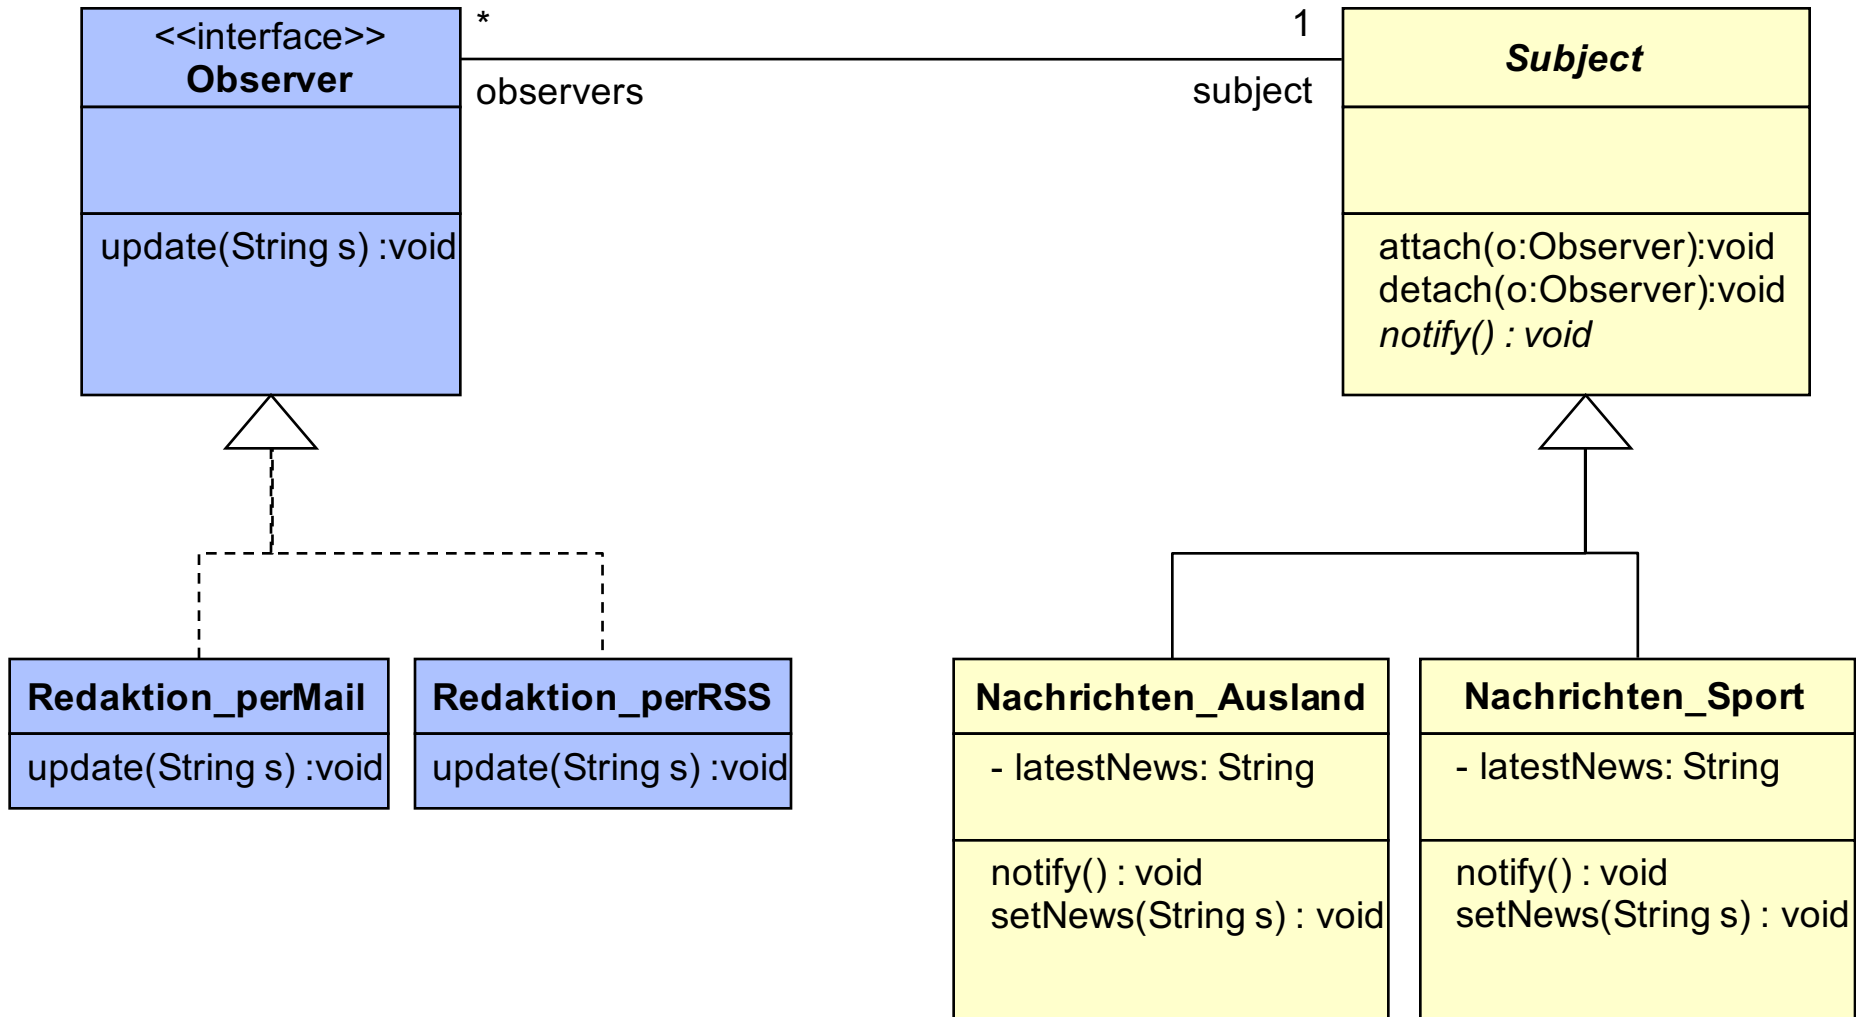 <<interface>>
Observer
update(String s) :void
*
observers
1
subject
Subject
attach(o:Observer):void
detach(o:Observer):void
notify() : void
Redaktion_perMail
update(String s) :void
Redaktion_perRSS
update(String s) :void
Nachrichten_Ausland
- latestNews: String
notify() : void
setNews(String s) : void
Nachrichten_Sport
- latestNews: String
notify() : void
setNews(String s) : void